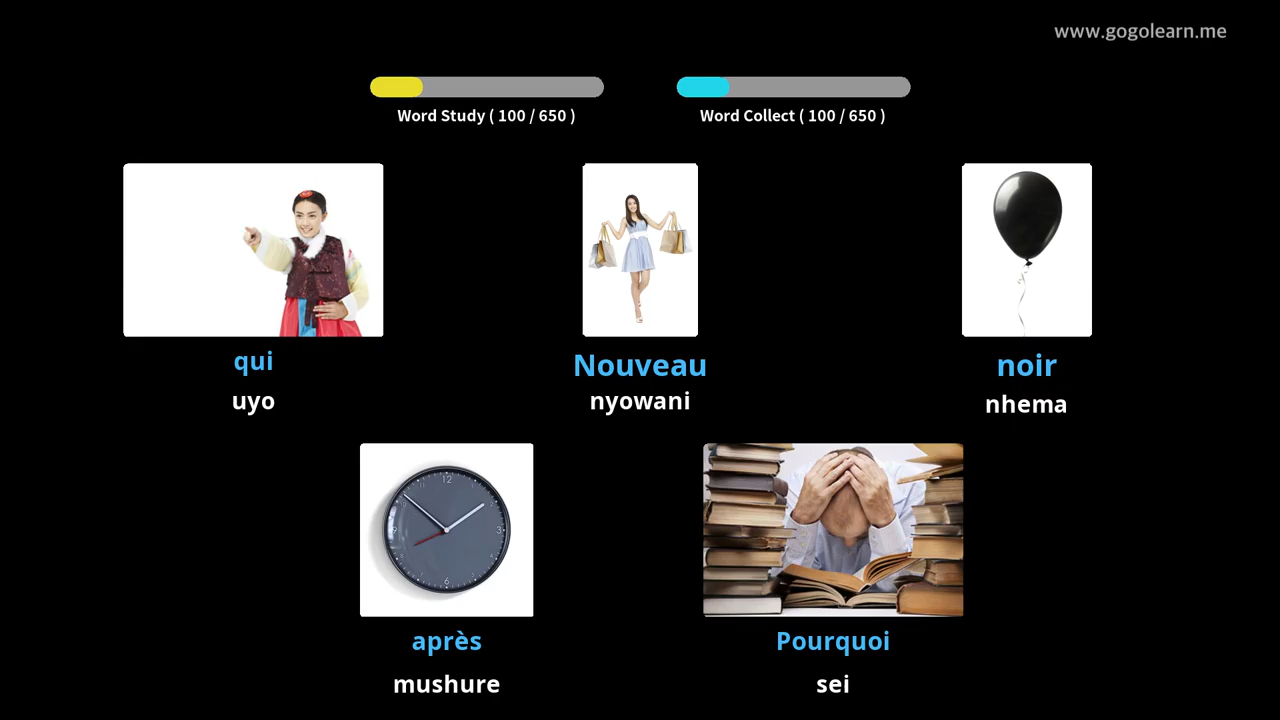 www.gogolearn.me
Word Study ( 100 / 650 )
Word Collect ( 100 / 650 )
qui
uyo
Nouveau
nyowani
noir
nhema
après
mushure
Pourquoi
sei